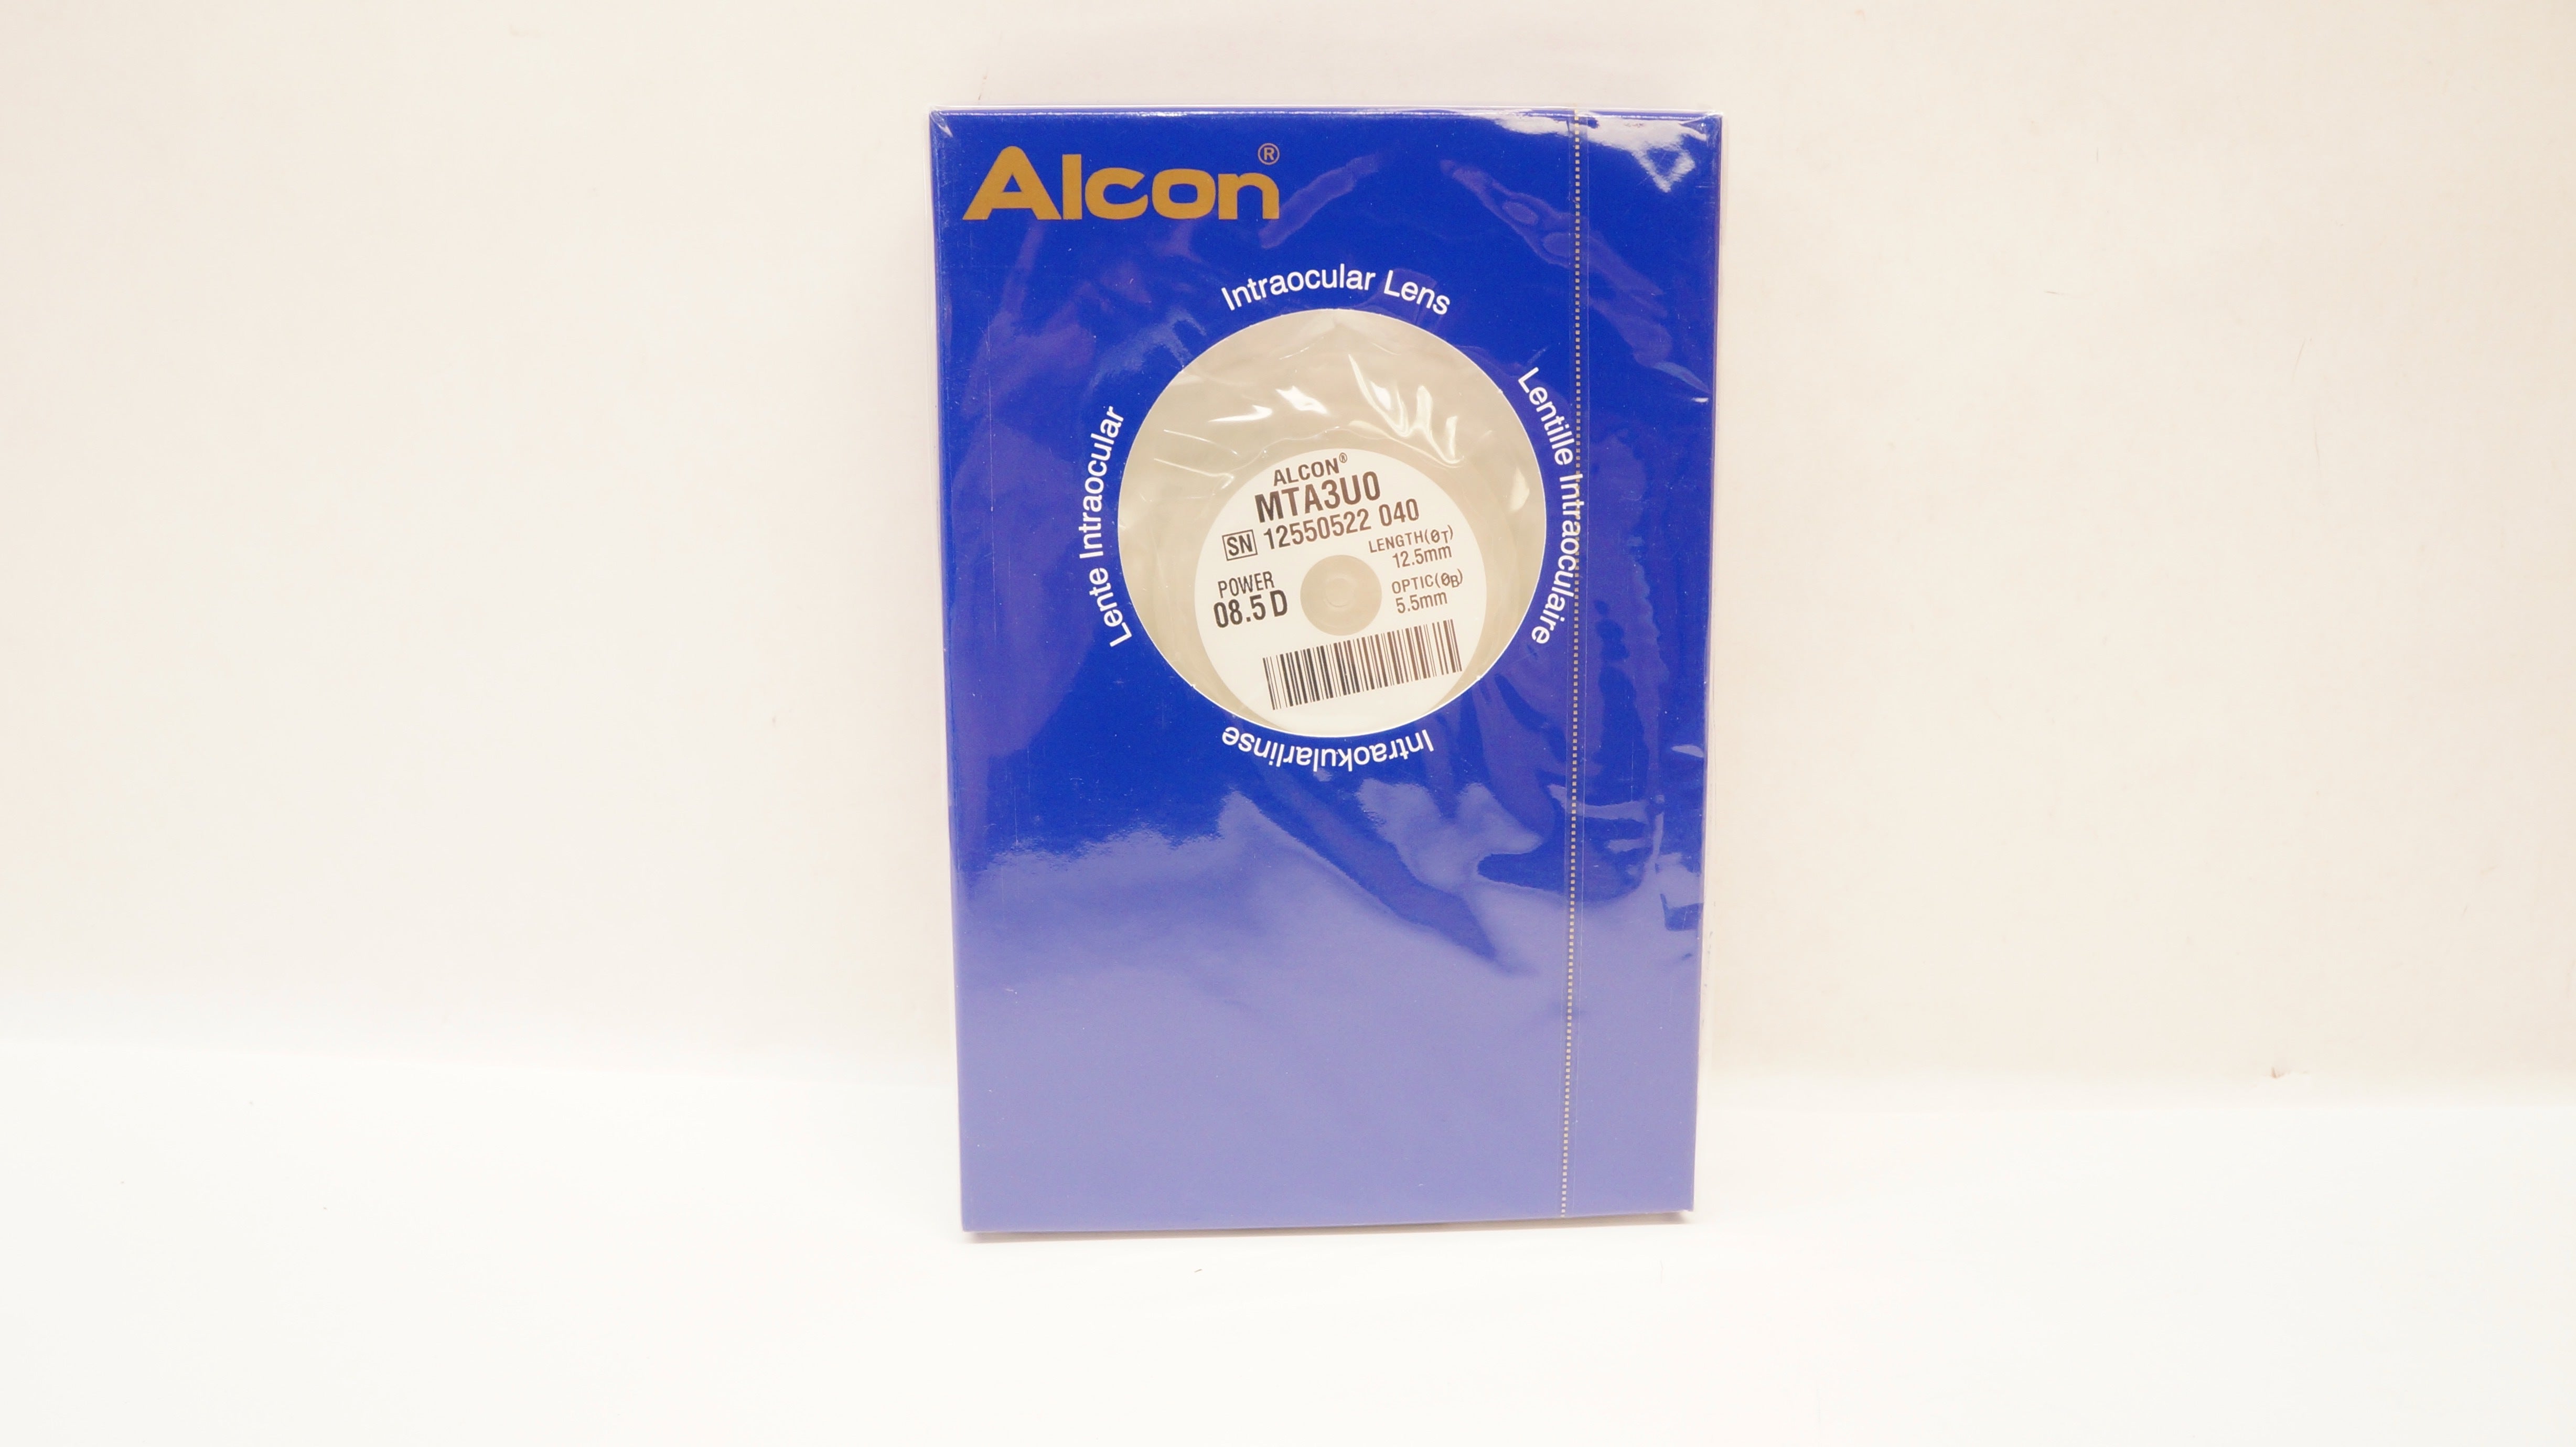 Alcon®
Intraocular Lens
Lente Intraocular
Lentille Intraoculaire
ALCON®
MTA3U0
SN 12550522 040
LENGTH(ØT)
12.5mm
POWER
08.5 D
OPTIC(ØB)
5.5mm
Intraokularlinse